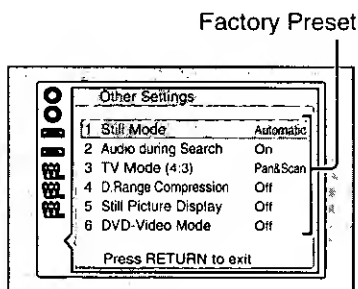 Factory Preset
Other Settings
1 Still Mode Automatic
2 Audio during Search On
3 TV Mode (4:3) Pan&Scan
4 D.Range Compression Off
5 Still Picture Display Off
6 DVD-Video Mode Off
Press RETURN to exit